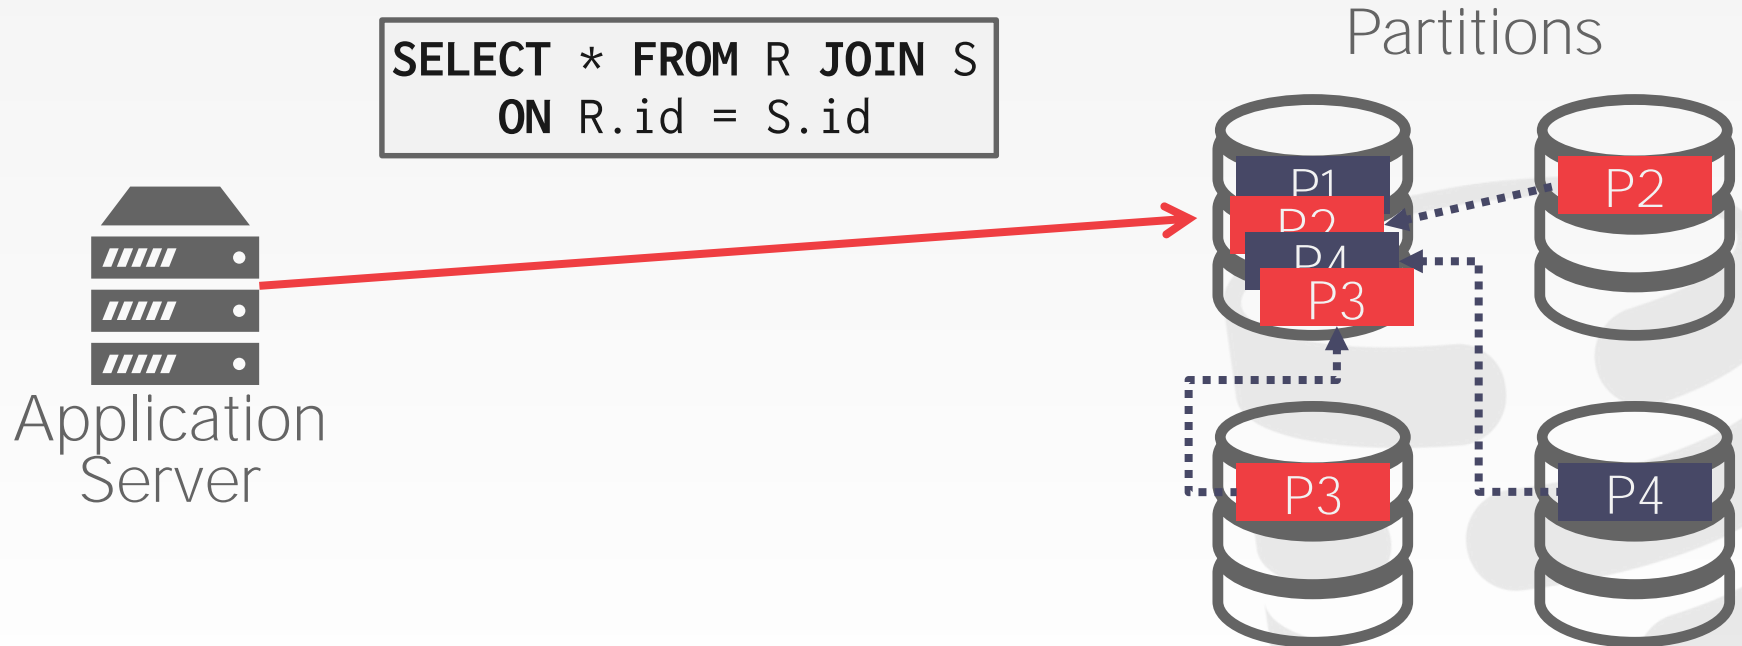 Partitions
SELECT * FROM R JOIN S
ON R.id = S.id
P1
P2
P4
P3
P2
Application
Server
P3
P4